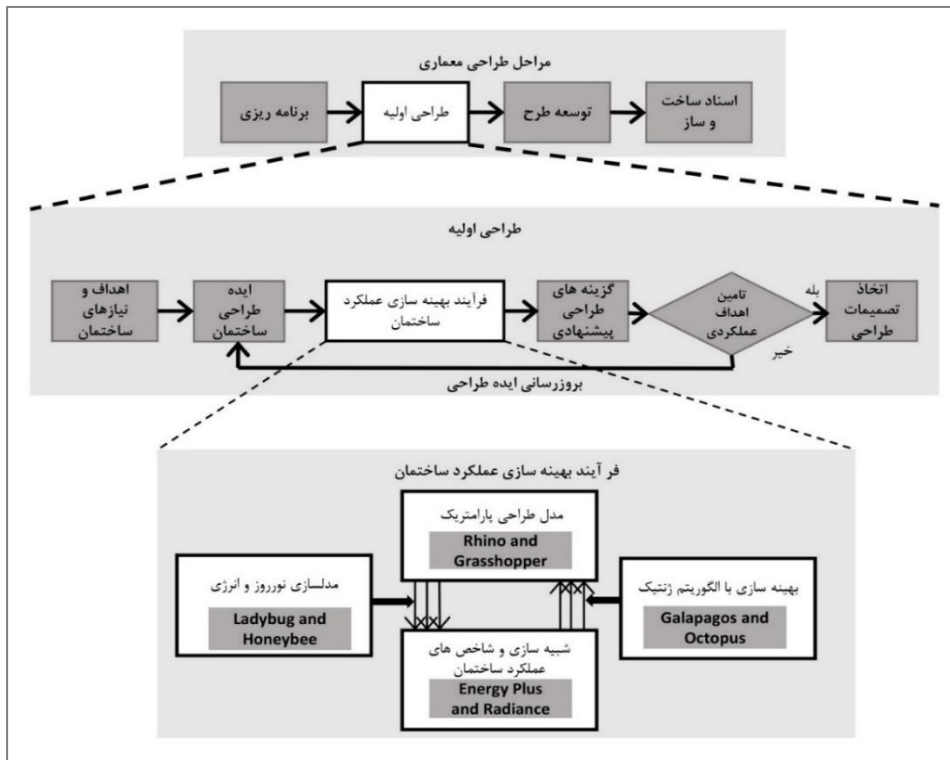 مراحل طراحی معماری
برنامه ریزی
طراحی اولیه
توسعه طرح
اسناد ساخت
و ساز
طراحی اولیه
اهداف و
نیازهای
ساختمان
ایده
طراحی
ساختمان
فرآیند بهینه سازی عملکرد
ساختمان
گزینه های
طراحی
پیشنهادی
تامین
اهداف
عملکردی
بله
خیر
اتخاذ
تصمیمات
طراحی
بروزرسانی ایده طراحی
فر آیند بهینه سازی عملکرد ساختمان
مدل طراحی پارامتریک
Rhino and
Grasshopper
مدلسازی نورروز و انرژی
Ladybug and
Honeybee
بهینه سازی با الگوریتم ژنتیک
Galapagos and
Octopus
شبیه سازی و شاخص های
عملکرد ساختمان
Energy Plus
and Radiance